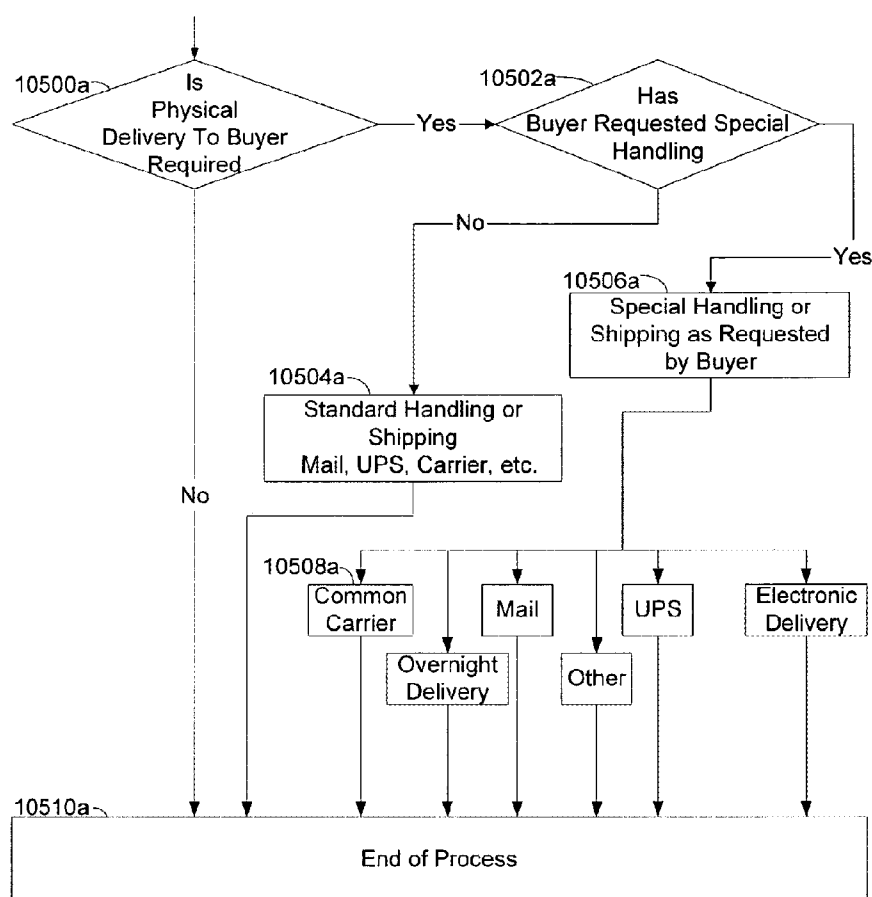 10500a
Is
Physical
Delivery To Buyer
Required
Yes
10502a
Has
Buyer Requested Special
Handling
No
Yes
10506a
Special Handling or
Shipping as Requested
by Buyer
10504a
Standard Handling or
Shipping
Mail, UPS, Carrier, etc.
No
10508a
Common
Carrier
Mail
UPS
Electronic
Delivery
Overnight
Delivery
Other
10510a
End of Process